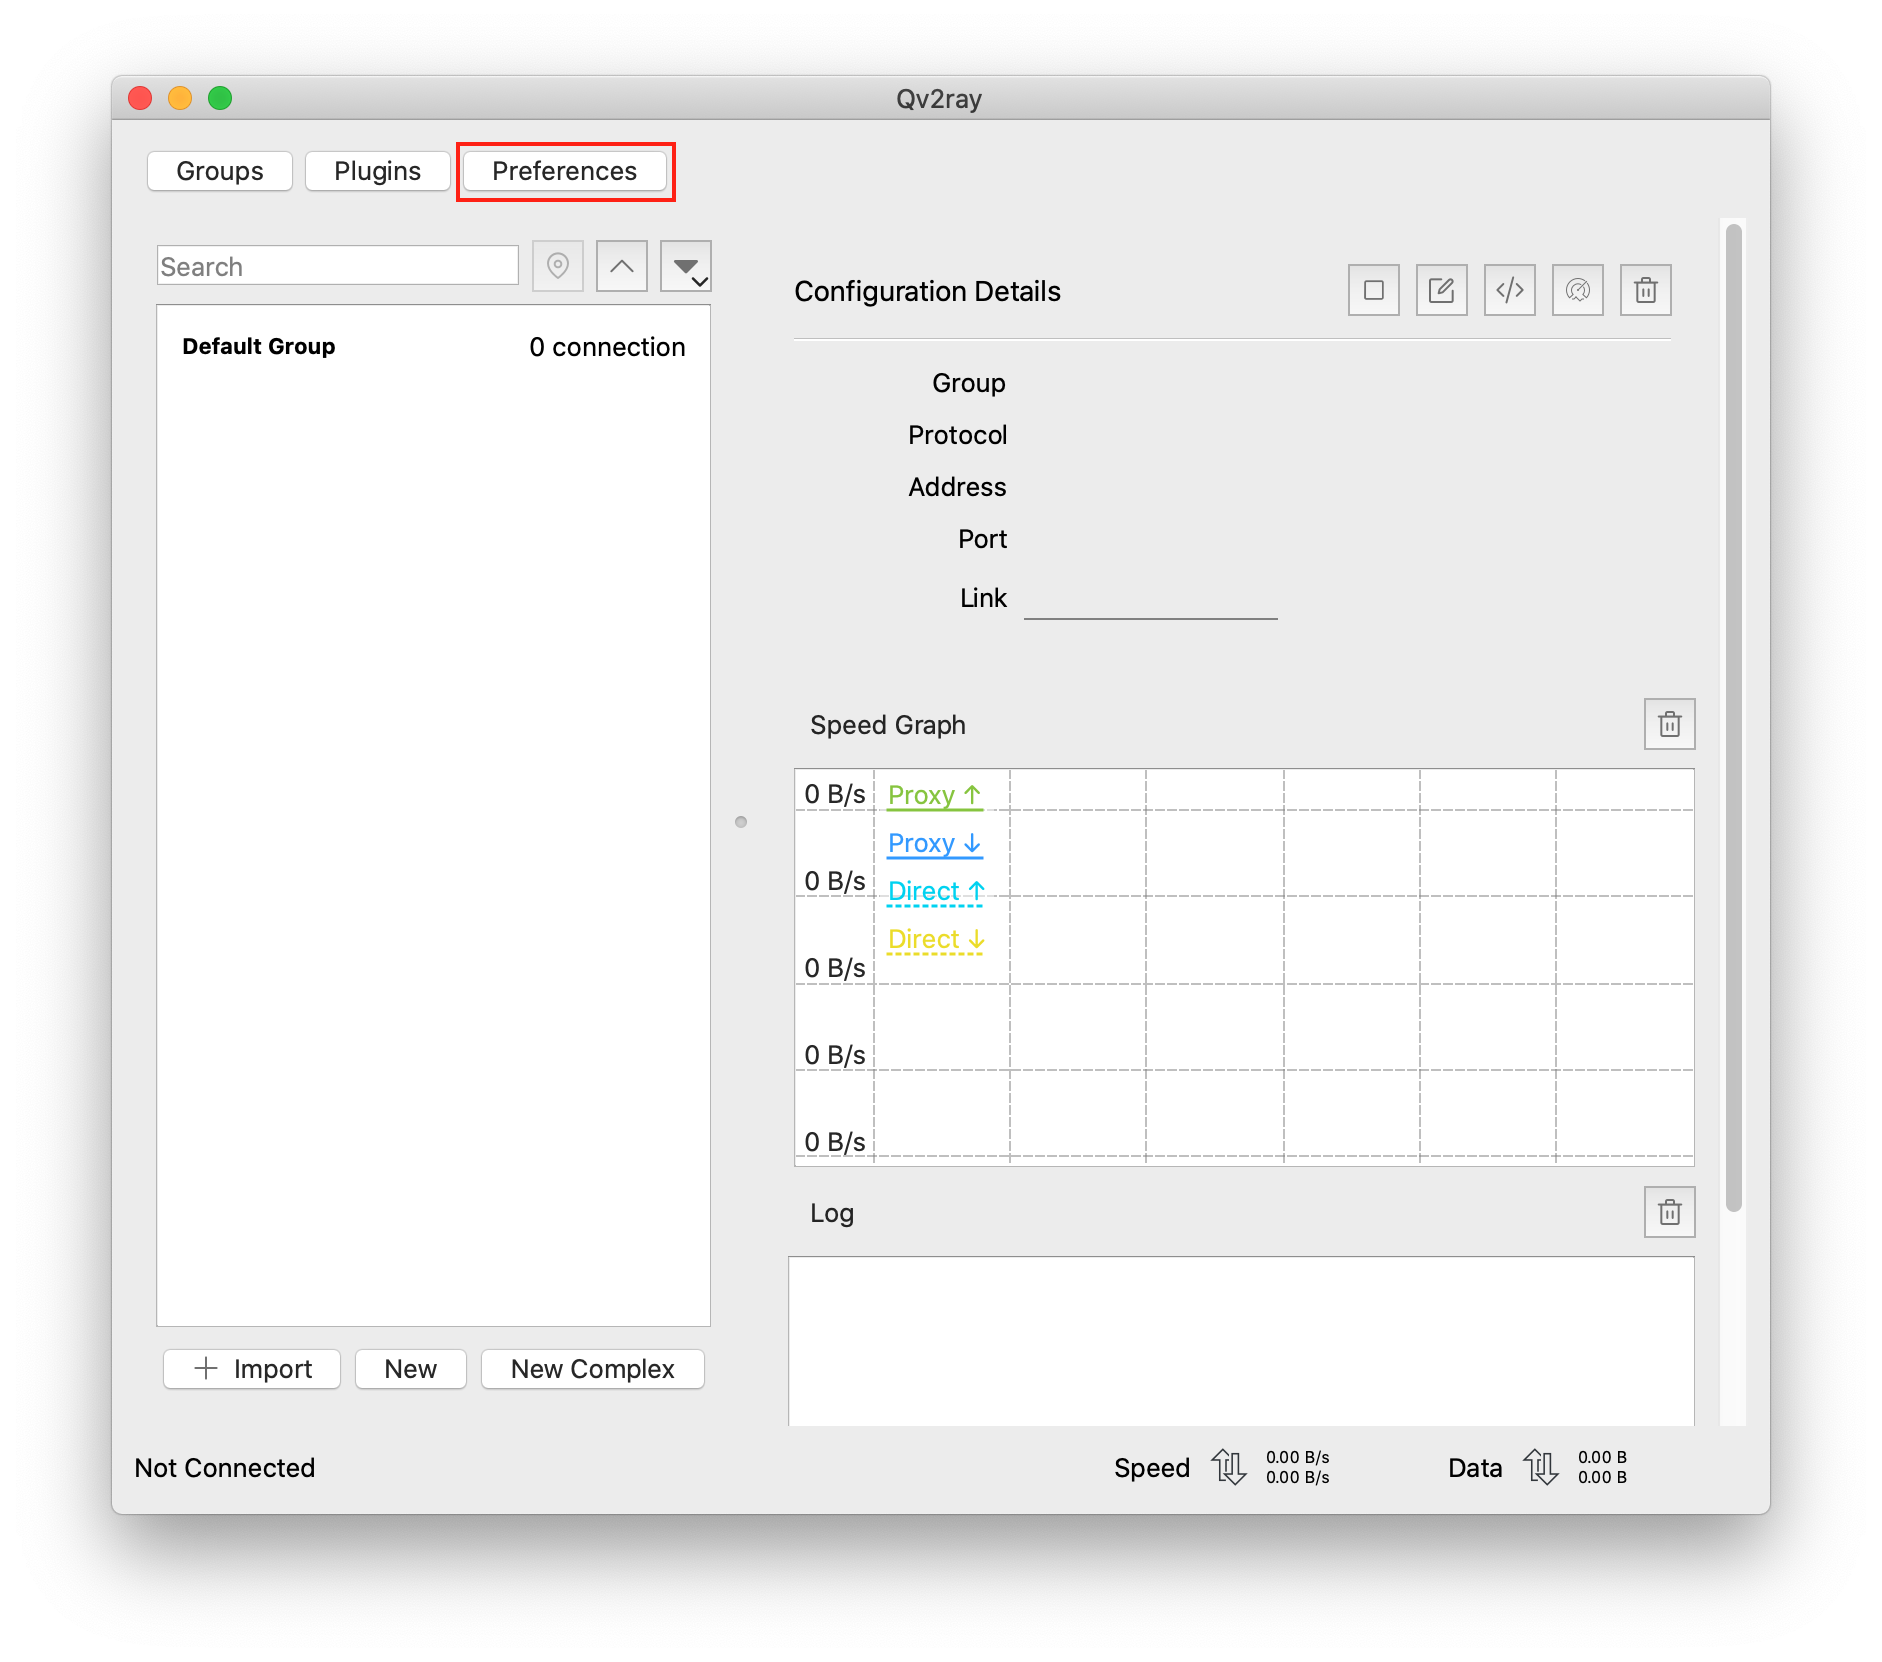 Qv2ray
Groups
Plugins
Preferences
Search
Default Group
0 connection
Import
New
New Complex
Configuration Details
Group
Protocol
Address
Port
Link
Speed Graph
0 B/s
Proxy ↑
Proxy ↓
0 B/s
Direct ↑
Direct ↓
0 B/s
0 B/s
0 B/s
Log
Not Connected
Speed
0.00 B/s
0.00 B/s
Data
0.00 B
0.00 B